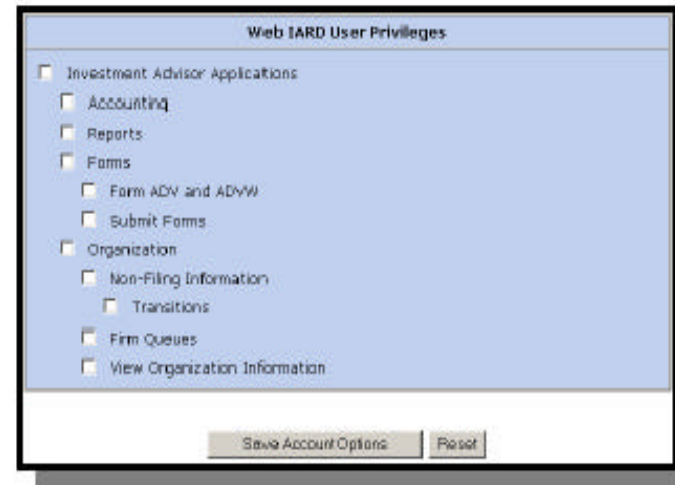 Web IARD User Privileges
Investment Advisor Applications
Accounting
Reports
Forms
Form ADV and ADVW
Submit Forms
Organization
Non-Filing Information
Transitions
Firm Queues
View Organization Information
Save Account Options Reset